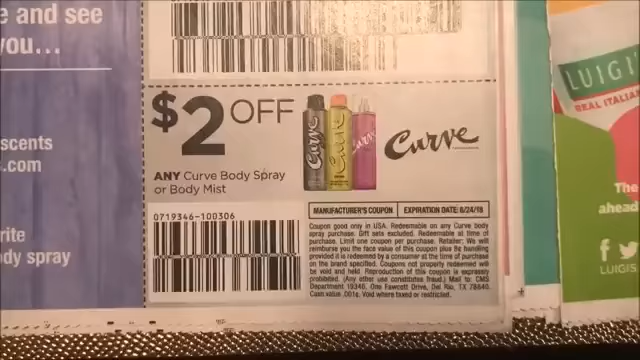 e and see
you...
scents
s.com
rite
ody spray
$2 OFF
ANY Curve Body Spray
or Body Mist
Curve
Curve
Curve
Curve
0719346-100306
MANUFACTURER'S COUPON
EXPIRATION DATE: 6/24/18
Coupon good only in USA. Redeemable on any Curve body
spray purchase. Gift sets excluded. Redeemable at time of
purchase. Limit one coupon per purchase. Retailer: We will
reimburse you the face value of this coupon plus 8¢ handling
provided it is redeemed by a consumer at the time of purchase
on the brand specified. Coupons not properly redeemed will
be void and held. Reproduction of this coupon is expressly
prohibited. (Any other use constitutes fraud.) Mail to: CMS
Department 19346, One Fawcett Drive, Del Rio, TX 78840.
Cash value .001¢. Void where taxed or restricted.
LUIGI'
REAL ITALIA
The
ahead
LUIGIS